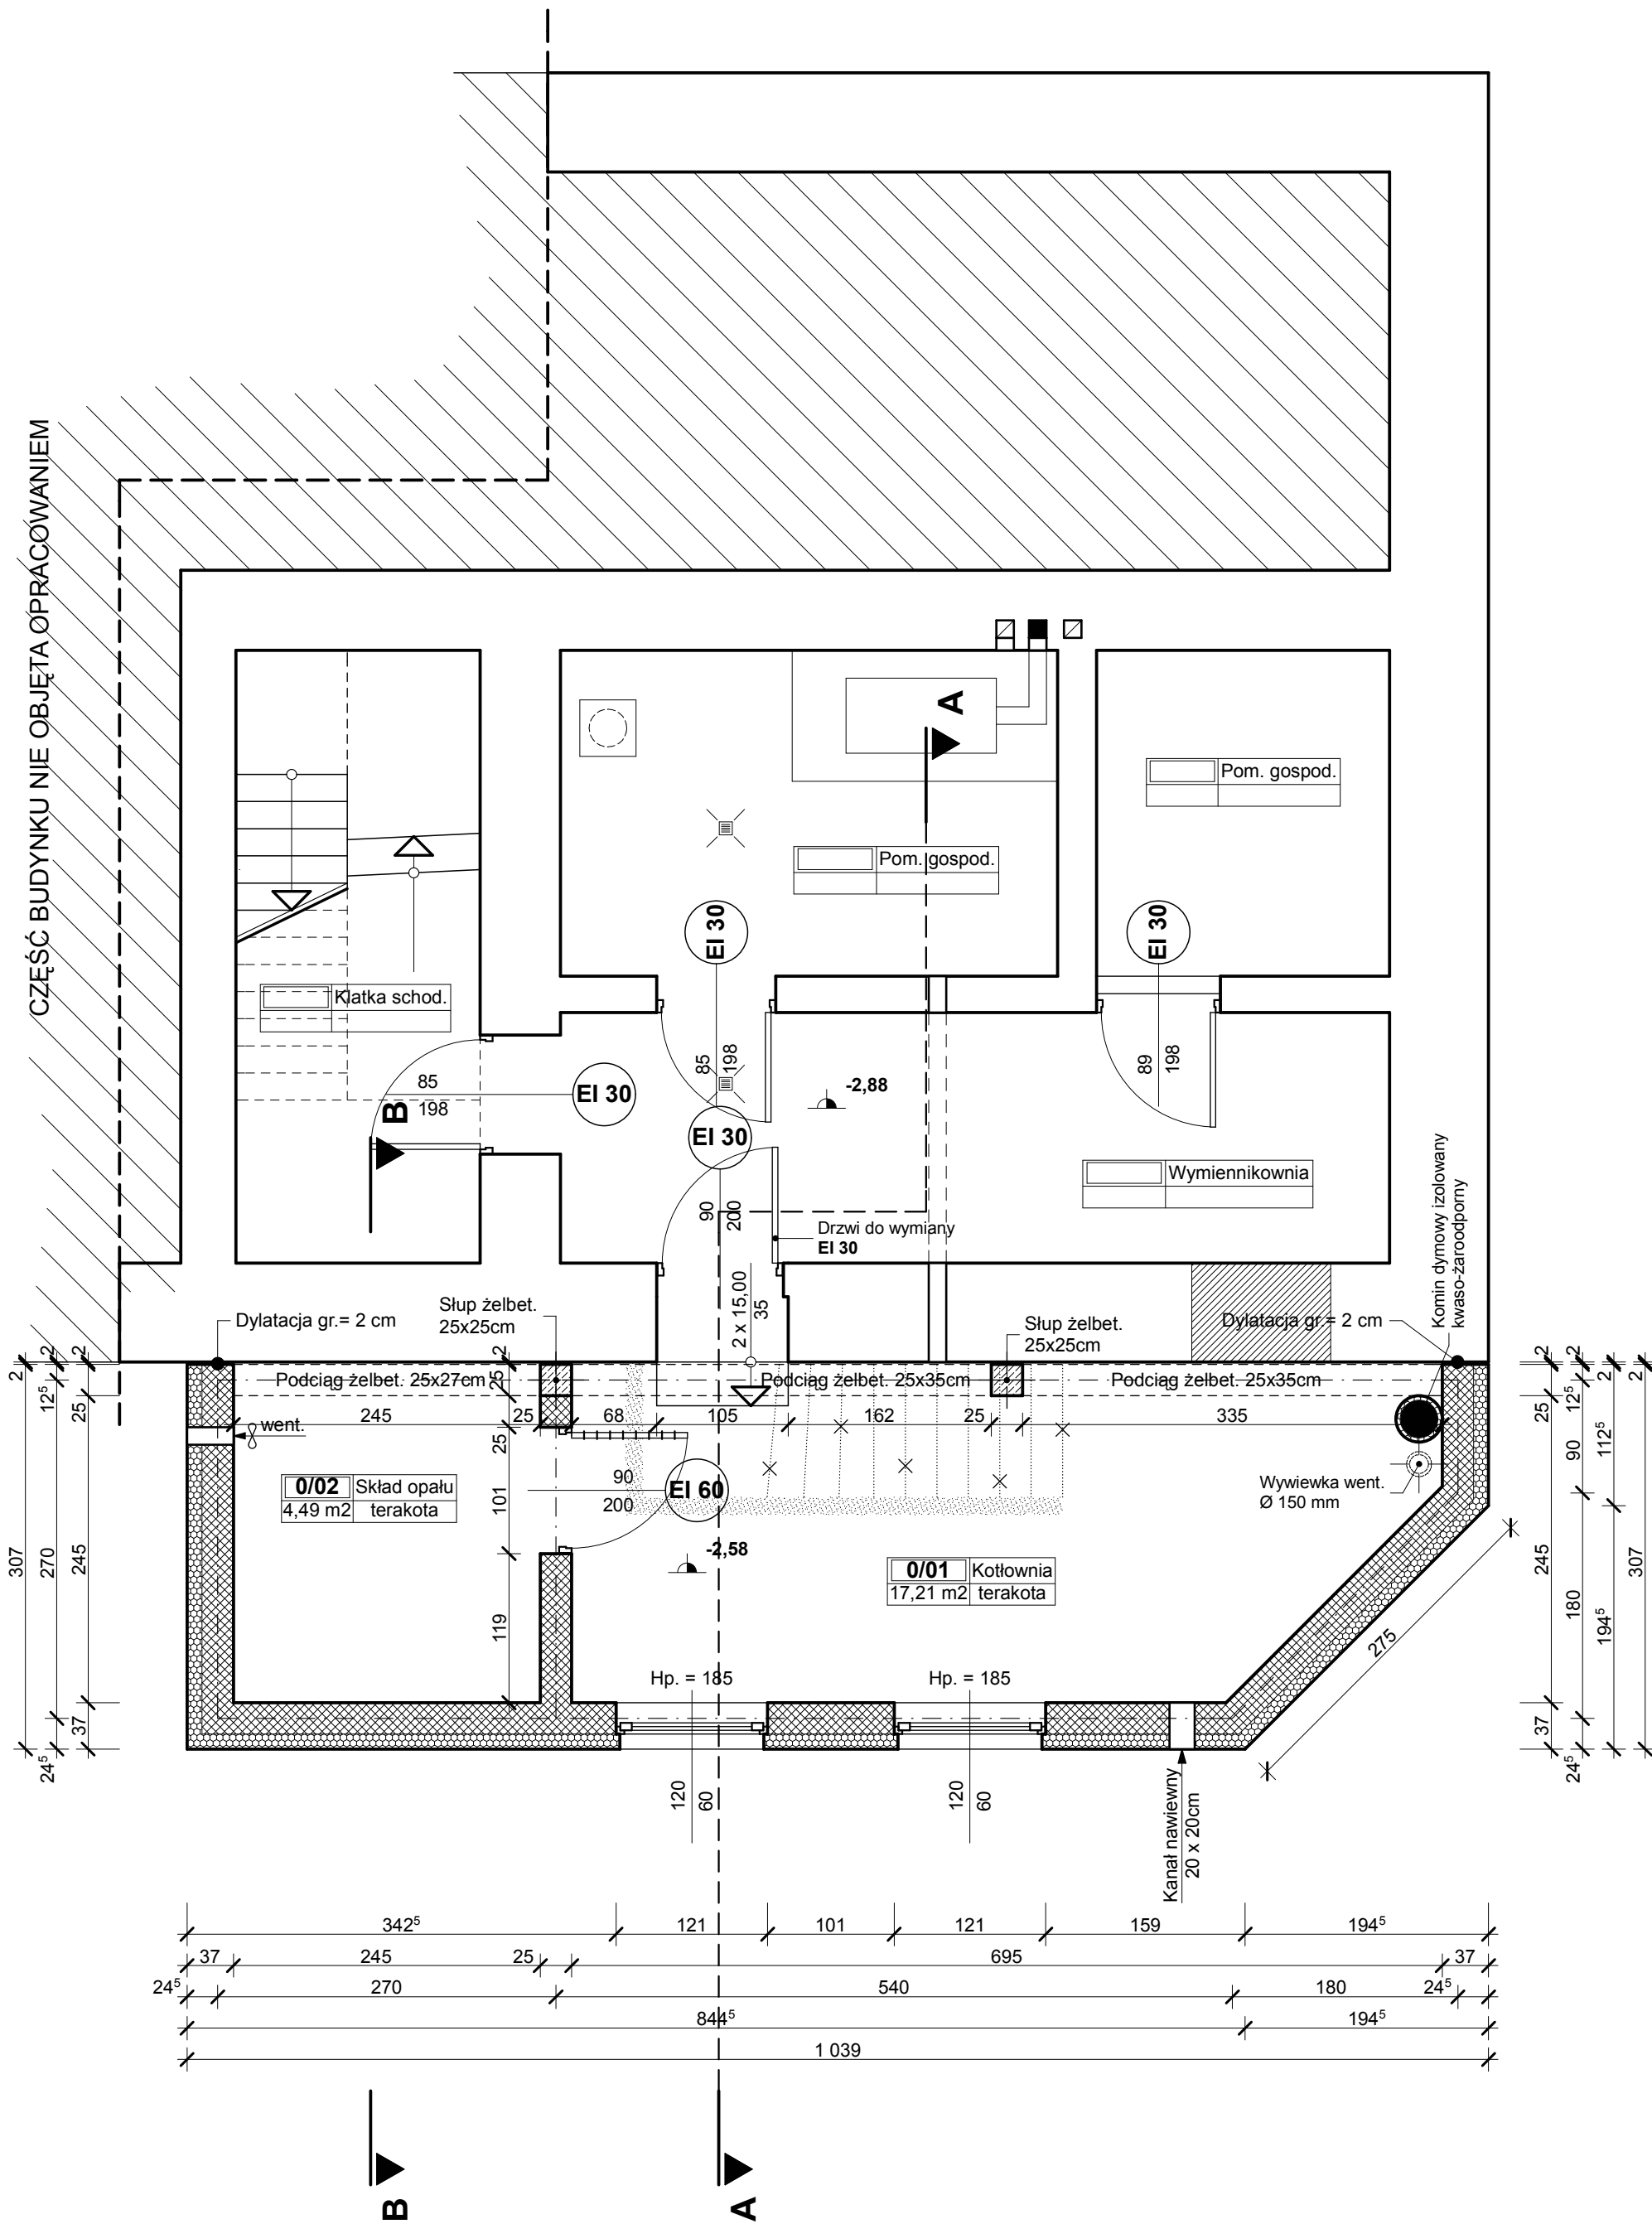 CZĘŚĆ BUDYNKU NIE OBJĘTA OPRACOWANIEM
A
Pom. gospod.
Pom. gospod.
EI 30
EI 30
Klatka schod.
85
198
89
198
85
198
B
EI 30
-2,88
EI 30
Wymiennikownia
90
200
Drzwi do wymiany
EI 30
Komin dymowy izolowany
kwaso-żaroodporny
2 x 15,00
35
Dylatacja gr.= 2 cm
Słup żelbet.
25x25cm
Słup żelbet.
25x25cm
Dylatacja gr.= 2 cm
2
2
2
2
2
2
2
2
Podciąg żelbet. 25x27cm
25
Podciąg żelbet. 25x35cm
Podciąg żelbet. 25x35cm
12⁵
25
25
12⁵
245
25
68
105
162
25
335
went.
25
90
112⁵
0/02
Skład opału
4,49 m2
terakota
101
90
200
EI 60
Wywiewka went.
Ø 150 mm
-2,58
0/01
Kotłownia
17,21 m2
terakota
307
270
245
119
245
180
194⁵
307
275
Hp. = 185
Hp. = 185
37
24⁵
37
24⁵
120
60
120
60
Kanał nawiewny
20 x 20cm
342⁵
121
101
121
159
194⁵
37
245
25
695
37
24⁵
270
540
180
24⁵
844⁵
194⁵
1 039
B
A